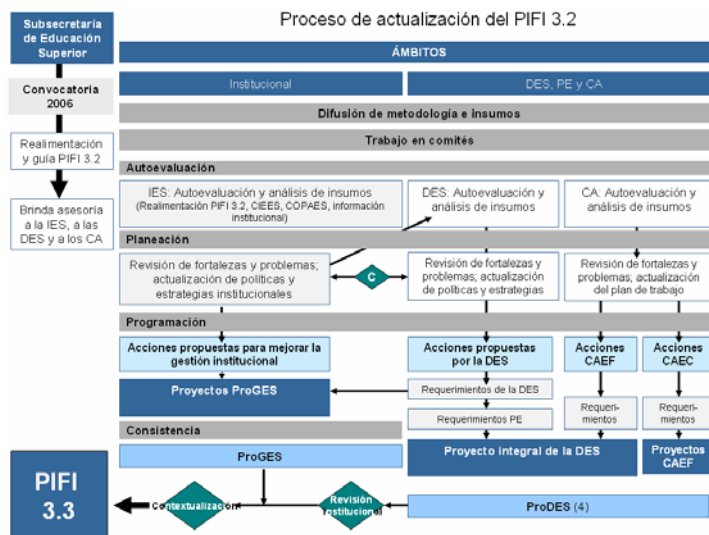 Proceso de actualización del PIFI 3.2
Subsecretaría
de Educación
Superior
Convocatoria
2006
Realimentación
y guía PIFI 3.2
Brinda asesoría
a la IES, a las
DES y a los CA
ÁMBITOS
Institucional
DES, PE y CA
Difusión de metodología e insumos
Trabajo en comités
Autoevaluación
IES: Autoevaluación y análisis de insumos
(Realimentación PIFI 3.2, CIEES, COPAES, información
institucional)
DES: Autoevaluación y
análisis de insumos
CA: Autoevaluación y
análisis de insumos
Planeación
Revisión de fortalezas y problemas;
actualización de políticas y
estrategias institucionales
C
Revisión de fortalezas y
problemas; actualización
de políticas y estrategias
Revisión de fortalezas y
problemas; actualización
del plan de trabajo
Programación
Acciones propuestas para mejorar la
gestión institucional
Acciones propuestas
por la DES
Acciones
CAEF
Acciones
CAEC
Proyectos ProGES
Requerimientos de la DES
Requerimientos PE
Requeri-
mientos
Requeri-
mientos
Consistencia
ProGES
Proyecto integral de la DES
Proyectos
CAEF
PIFI
3.3
Contextualización
Revisión
institucional
ProDES (4)